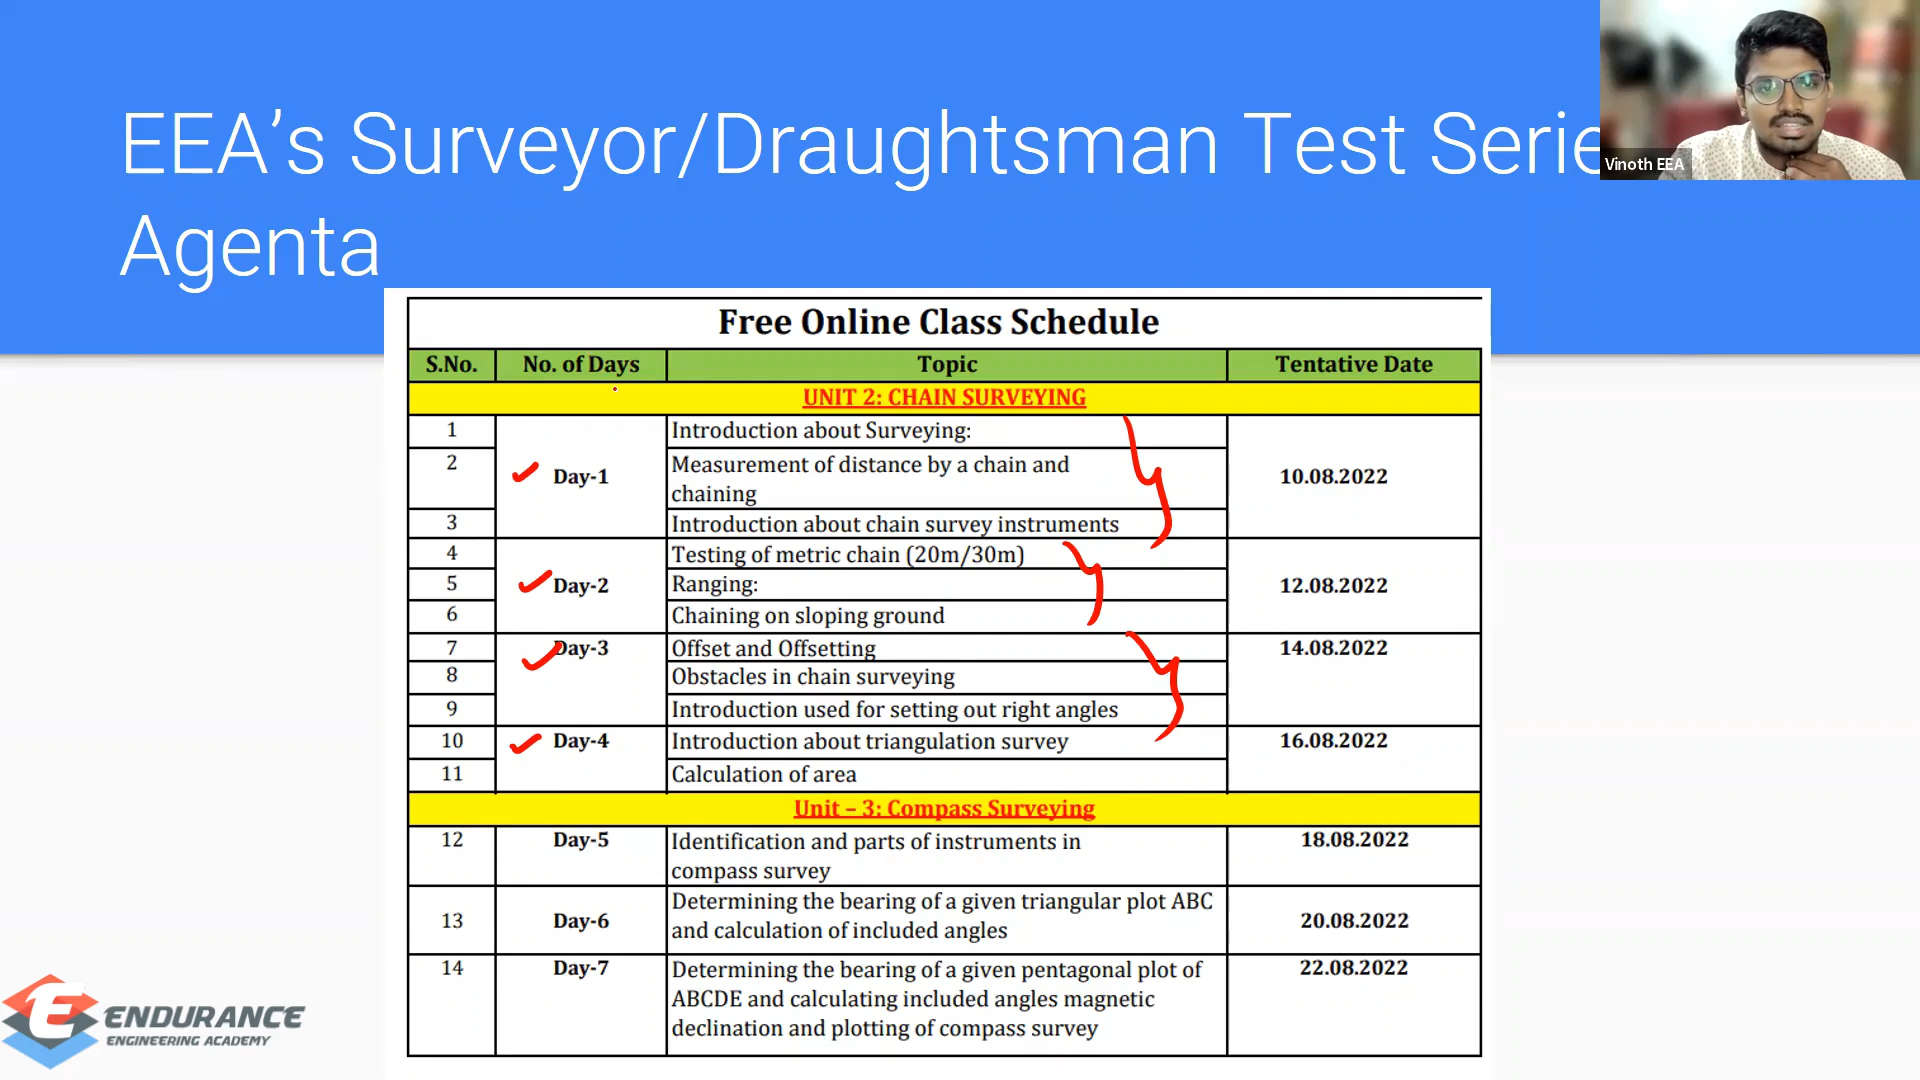 EEA's Surveyor/Draughtsman Test Serie
Agenta
Vinoth EEA
Free Online Class Schedule
S.No. No. of Days Topic Tentative Date
UNIT 2: CHAIN SURVEYING
1 Introduction about Surveying:
2 Day-1 Measurement of distance by a chain and 10.08.2022
chaining
3 Introduction about chain survey instruments
4 Testing of metric chain (20m/30m)
5 Day-2 Ranging: 12.08.2022
6 Chaining on sloping ground
7 Day-3 Offset and Offsetting 14.08.2022
8 Obstacles in chain surveying
9 Introduction used for setting out right angles
10 Day-4 Introduction about triangulation survey 16.08.2022
11 Calculation of area
Unit – 3: Compass Surveying
12 Day-5 Identification and parts of instruments in 18.08.2022
compass survey
13 Day-6 Determining the bearing of a given triangular plot ABC 20.08.2022
and calculation of included angles
14 Day-7 Determining the bearing of a given pentagonal plot of 22.08.2022
ABCDE and calculating included angles magnetic
declination and plotting of compass survey
E ENDURANCE
ENGINEERING ACADEMY